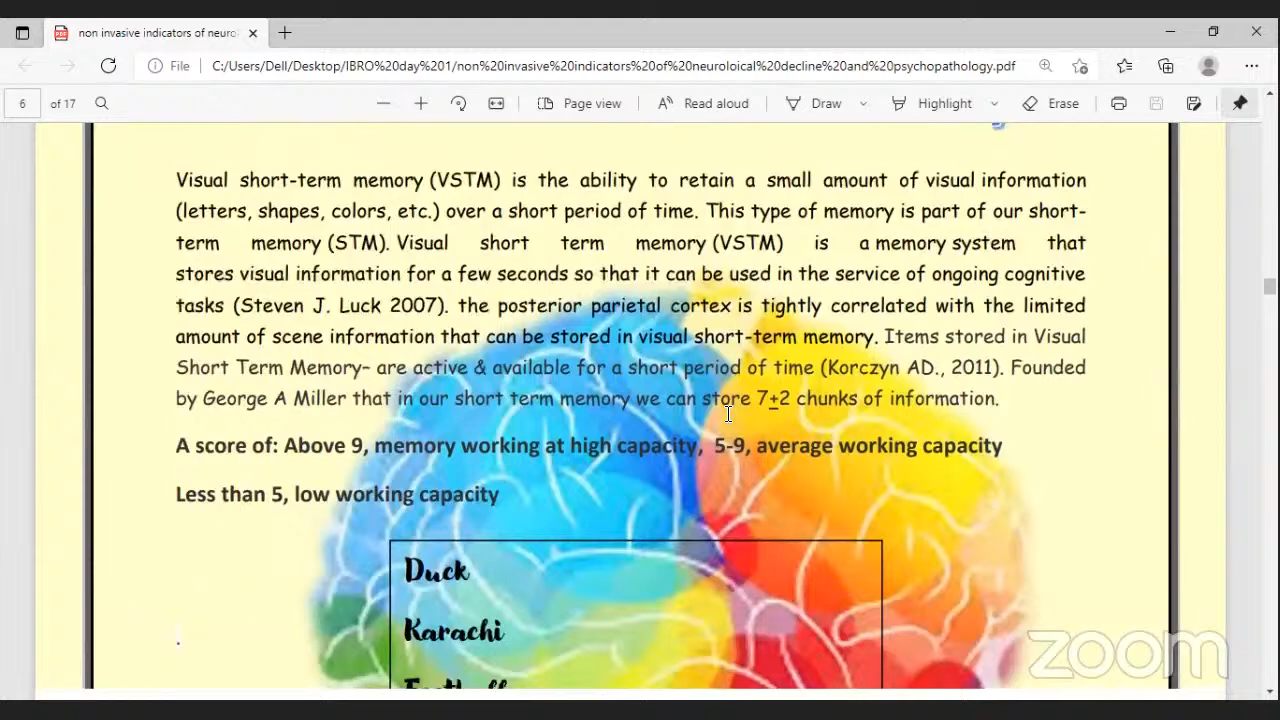 non invasive indicators of neuro
File C:/Users/Dell/Desktop/IBRO%20day%201/non%20invasive%20indicators%20of%20neuroloical%20decline%20and%20psychopathology.pdf
6 of 17 Page view Read aloud Draw Highlight Erase
Visual short-term memory (VSTM) is the ability to retain a small amount of visual information
(letters, shapes, colors, etc.) over a short period of time. This type of memory is part of our short-
term memory (STM). Visual short term memory (VSTM) is a memory system that
stores visual information for a few seconds so that it can be used in the service of ongoing cognitive
tasks (Steven J. Luck 2007). the posterior parietal cortex is tightly correlated with the limited
amount of scene information that can be stored in visual short-term memory. Items stored in Visual
Short Term Memory– are active & available for a short period of time (Korczyn AD., 2011). Founded
by George A Miller that in our short term memory we can store 7+2 chunks of information.
A score of: Above 9, memory working at high capacity, 5-9, average working capacity
Less than 5, low working capacity
Duck
Karachi
zoom